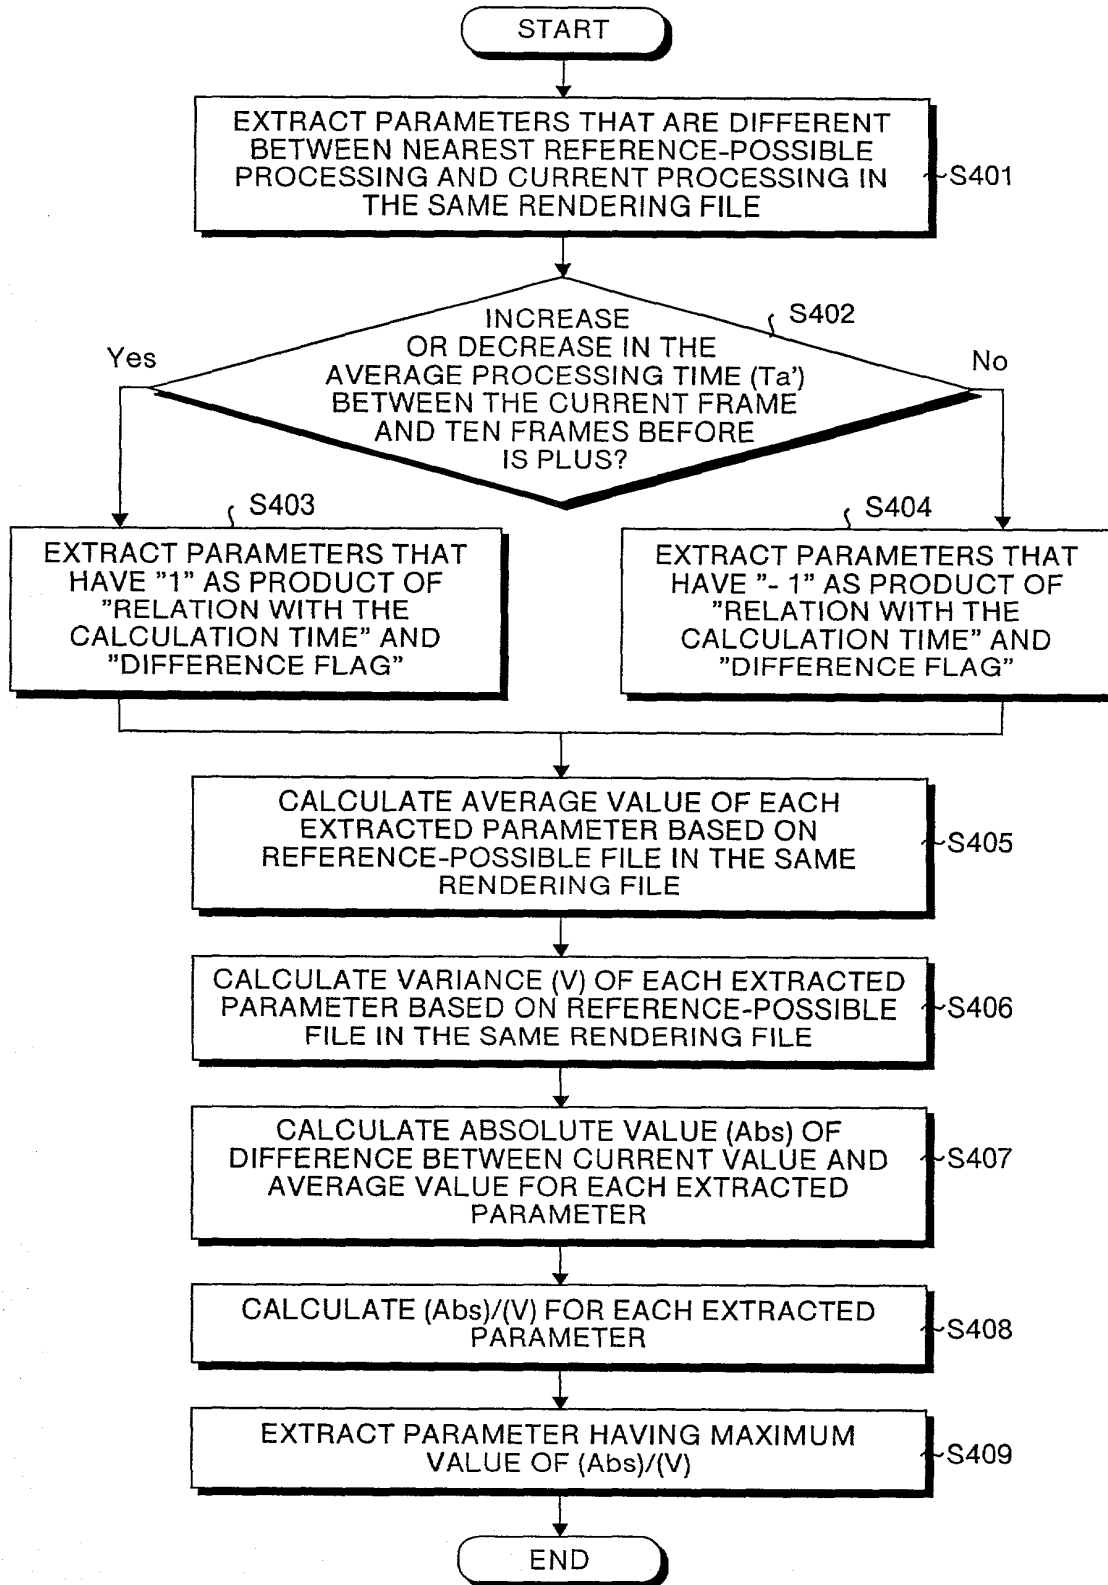 START
EXTRACT PARAMETERS THAT ARE DIFFERENT
BETWEEN NEAREST REFERENCE-POSSIBLE
PROCESSING AND CURRENT PROCESSING IN
THE SAME RENDERING FILE
S401
INCREASE
OR DECREASE IN THE
AVERAGE PROCESSING TIME (Ta')
BETWEEN THE CURRENT FRAME
AND TEN FRAMES BEFORE
IS PLUS?
S402
Yes
No
S403
EXTRACT PARAMETERS THAT
HAVE "1" AS PRODUCT OF
"RELATION WITH THE
CALCULATION TIME" AND
"DIFFERENCE FLAG"
S404
EXTRACT PARAMETERS THAT
HAVE "- 1" AS PRODUCT OF
"RELATION WITH THE
CALCULATION TIME" AND
"DIFFERENCE FLAG"
CALCULATE AVERAGE VALUE OF EACH
EXTRACTED PARAMETER BASED ON
REFERENCE-POSSIBLE FILE IN THE SAME
RENDERING FILE
S405
CALCULATE VARIANCE (V) OF EACH EXTRACTED
PARAMETER BASED ON REFERENCE-POSSIBLE
FILE IN THE SAME RENDERING FILE
S406
CALCULATE ABSOLUTE VALUE (Abs) OF
DIFFERENCE BETWEEN CURRENT VALUE AND
AVERAGE VALUE FOR EACH EXTRACTED
PARAMETER
S407
CALCULATE (Abs)/(V) FOR EACH EXTRACTED
PARAMETER
S408
EXTRACT PARAMETER HAVING MAXIMUM
VALUE OF (Abs)/(V)
S409
END